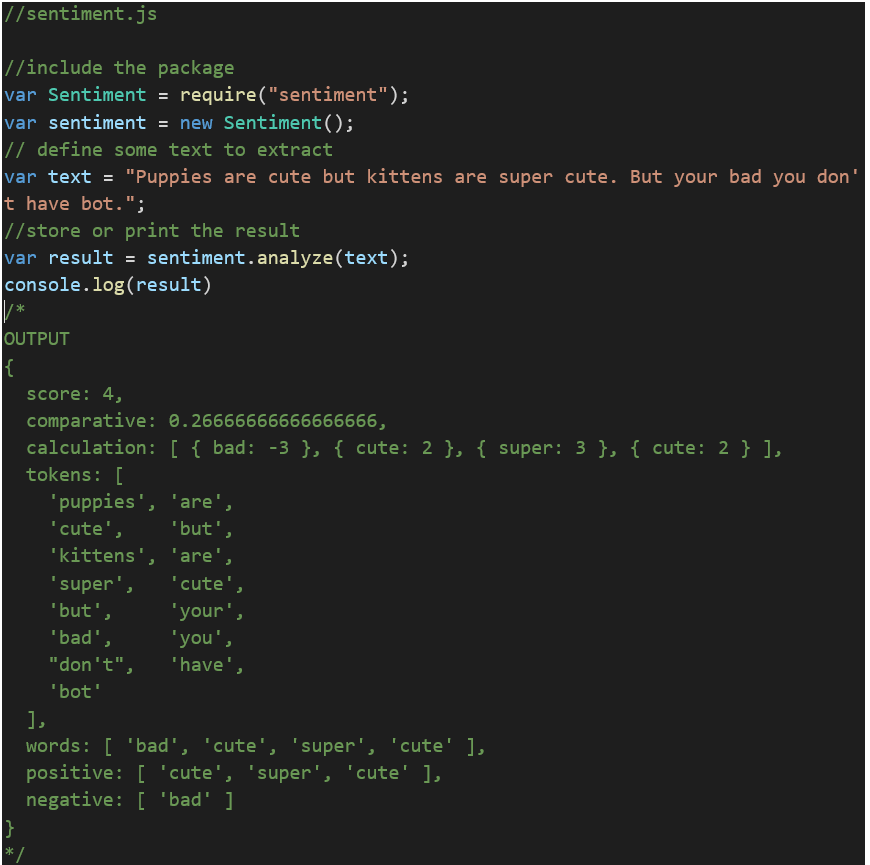 //sentiment.js

//include the package
var Sentiment = require("sentiment");
var sentiment = new Sentiment();
// define some text to extract
var text = "Puppies are cute but kittens are super cute. But your bad you don'
t have bot.";
//store or print the result
var result = sentiment.analyze(text);
console.log(result)
/*
OUTPUT
{
  score: 4,
  comparative: 0.26666666666666666,
  calculation: [ { bad: -3 }, { cute: 2 }, { super: 3 }, { cute: 2 } ],
  tokens: [
    'puppies', 'are',
    'cute',    'but',
    'kittens', 'are',
    'super',   'cute',
    'but',     'your',
    'bad',     'you',
    "don't",   'have',
    'bot'
  ],
  words: [ 'bad', 'cute', 'super', 'cute' ],
  positive: [ 'cute', 'super', 'cute' ],
  negative: [ 'bad' ]
}
*/